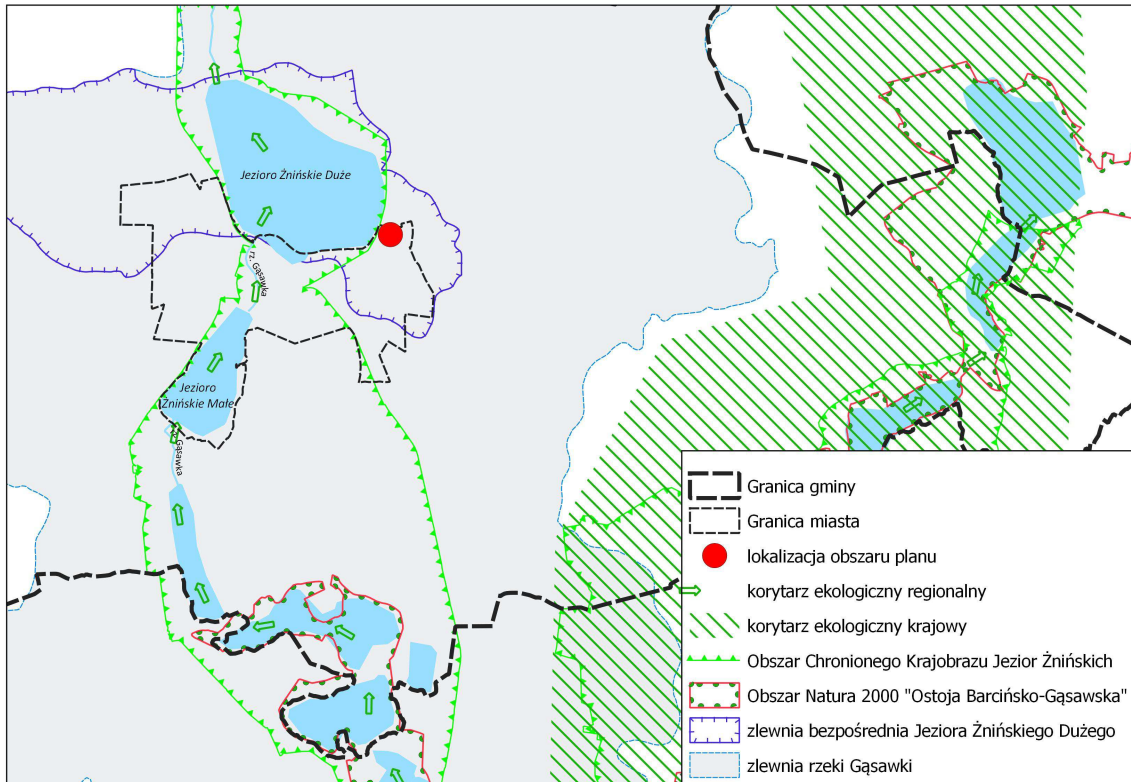 Jezioro Żnińskie Duże
rz. Gąsawka
Jezioro
Żnińskie Małe
Gąsawka
Granica gminy
Granica miasta
lokalizacja obszaru planu
korytarz ekologiczny regionalny
korytarz ekologiczny krajowy
Obszar Chronionego Krajobrazu Jezior Żnińskich
Obszar Natura 2000 "Ostoja Barcińsko-Gąsawska"
zlewnia bezpośrednia Jeziora Żnińskiego Dużego
zlewnia rzeki Gąsawki